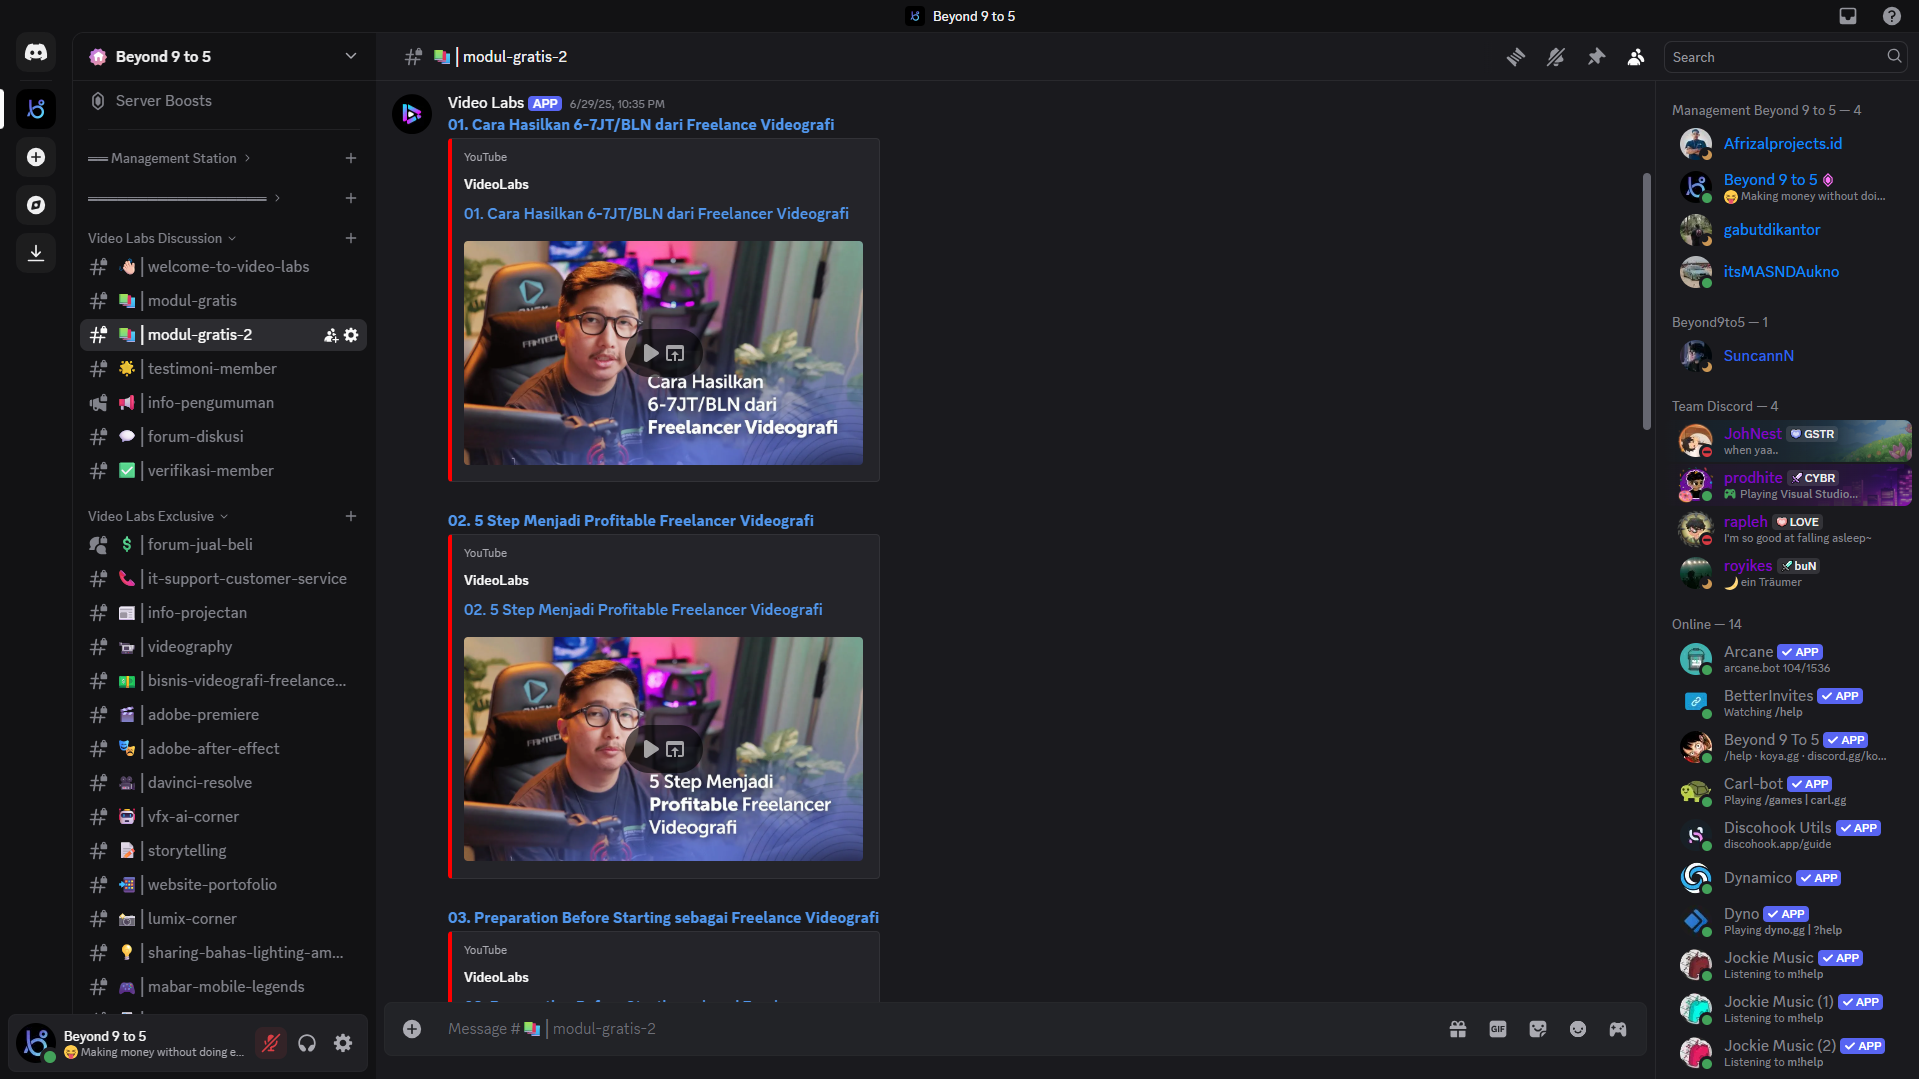 Beyond 9 to 5
Beyond 9 to 5
Server Boosts
Management Station
Video Labs Discussion
welcome-to-video-labs
modul-gratis
modul-gratis-2
testimoni-member
info-pengumuman
forum-diskusi
verifikasi-member
Video Labs Exclusive
forum-jual-beli
it-support-customer-service
info-projectan
videography
bisnis-videografi-freelance...
adobe-premiere
adobe-after-effect
davinci-resolve
vfx-ai-corner
storytelling
website-portofolio
lumix-corner
sharing-bahas-lighting-am...
mabar-mobile-legends
Beyond 9 to 5
Making money without doing e...
modul-gratis-2
Search
Video Labs APP 6/29/25, 10:35 PM
01. Cara Hasilkan 6-7JT/BLN dari Freelance Videografi
YouTube
VideoLabs
01. Cara Hasilkan 6-7JT/BLN dari Freelancer Videografi
Cara Hasilkan
6-7JT/BLN dari
Freelancer Videografi
02. 5 Step Menjadi Profitable Freelancer Videografi
YouTube
VideoLabs
02. 5 Step Menjadi Profitable Freelancer Videografi
5 Step Menjadi
Profitable Freelancer
Videografi
03. Preparation Before Starting sebagai Freelance Videografi
YouTube
VideoLabs
Message # | modul-gratis-2
GIF
Management Beyond 9 to 5 — 4
Afrizalprojects.id
Beyond 9 to 5
Making money without doi...
gabutdikantor
itsMASNDAukno
Beyond9to5 — 1
SuncannN
Team Discord — 4
JohNest GSTR
when yaa..
prodhite CYBR
Playing Visual Studio...
rapleh LOVE
I'm so good at falling asleep~
royikes buN
ein Träumer
Online — 14
Arcane APP
arcane.bot 104/1536
BetterInvites APP
Watching /help
Beyond 9 To 5 APP
/help · koya.gg · discord.gg/ko...
Carl-bot APP
Playing /games | carl.gg
Discohook Utils APP
discohook.app/guide
Dynamico APP
Dyno APP
Playing dyno.gg | ?help
Jockie Music APP
Listening to m!help
Jockie Music (1) APP
Listening to m!help
Jockie Music (2) APP
Listening to m!help